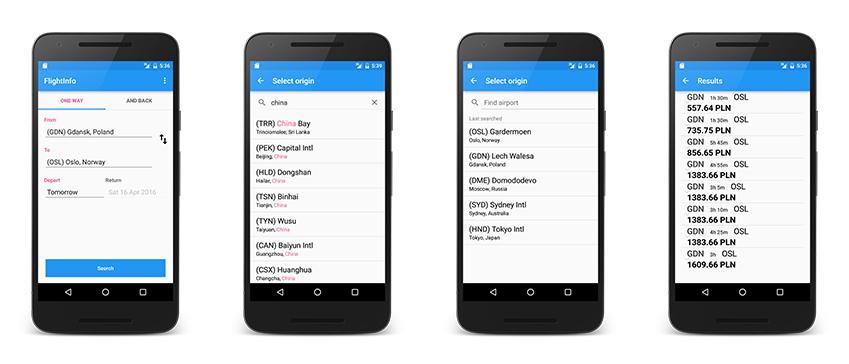 5:36
FlightInfo
ONE WAY
AND BACK
From
(GDN) Gdansk, Poland
To
(OSL) Oslo, Norway
Depart
Return
Tomorrow
Sat 16 Apr 2016
Search
5:39
Select origin
china
(TRR) China Bay
Trinciomalee, Sri Lanka
(PEK) Capital Intl
Beijing, China
(HLD) Dongshan
Hailar, China
(TSN) Binhai
Tianjin, China
(TYN) Wusu
Taiyuan, China
(CAN) Baiyun Intl
Guangzhou, China
(CSX) Huanghua
Changcha, China
5:36
Select origin
Find airport
Last searched
(OSL) Gardermoen
Oslo, Norway
(GDN) Lech Walesa
Gdansk, Poland
(DME) Domododevo
Moscow, Russia
(SYD) Sydney Intl
Sydney, Australia
(HND) Tokyo Intl
Tokyo, Japan
5:36
Results
GDN 1h 30m OSL
557.64 PLN
GDN 1h 30m OSL
735.75 PLN
GDN 5h 45m OSL
856.65 PLN
GDN 4h 55m OSL
1383.66 PLN
GDN 3h 5m OSL
1383.66 PLN
GDN 3h 10m OSL
1383.66 PLN
GDN 4h 25m OSL
1383.66 PLN
GDN 3h OSL
1609.66 PLN